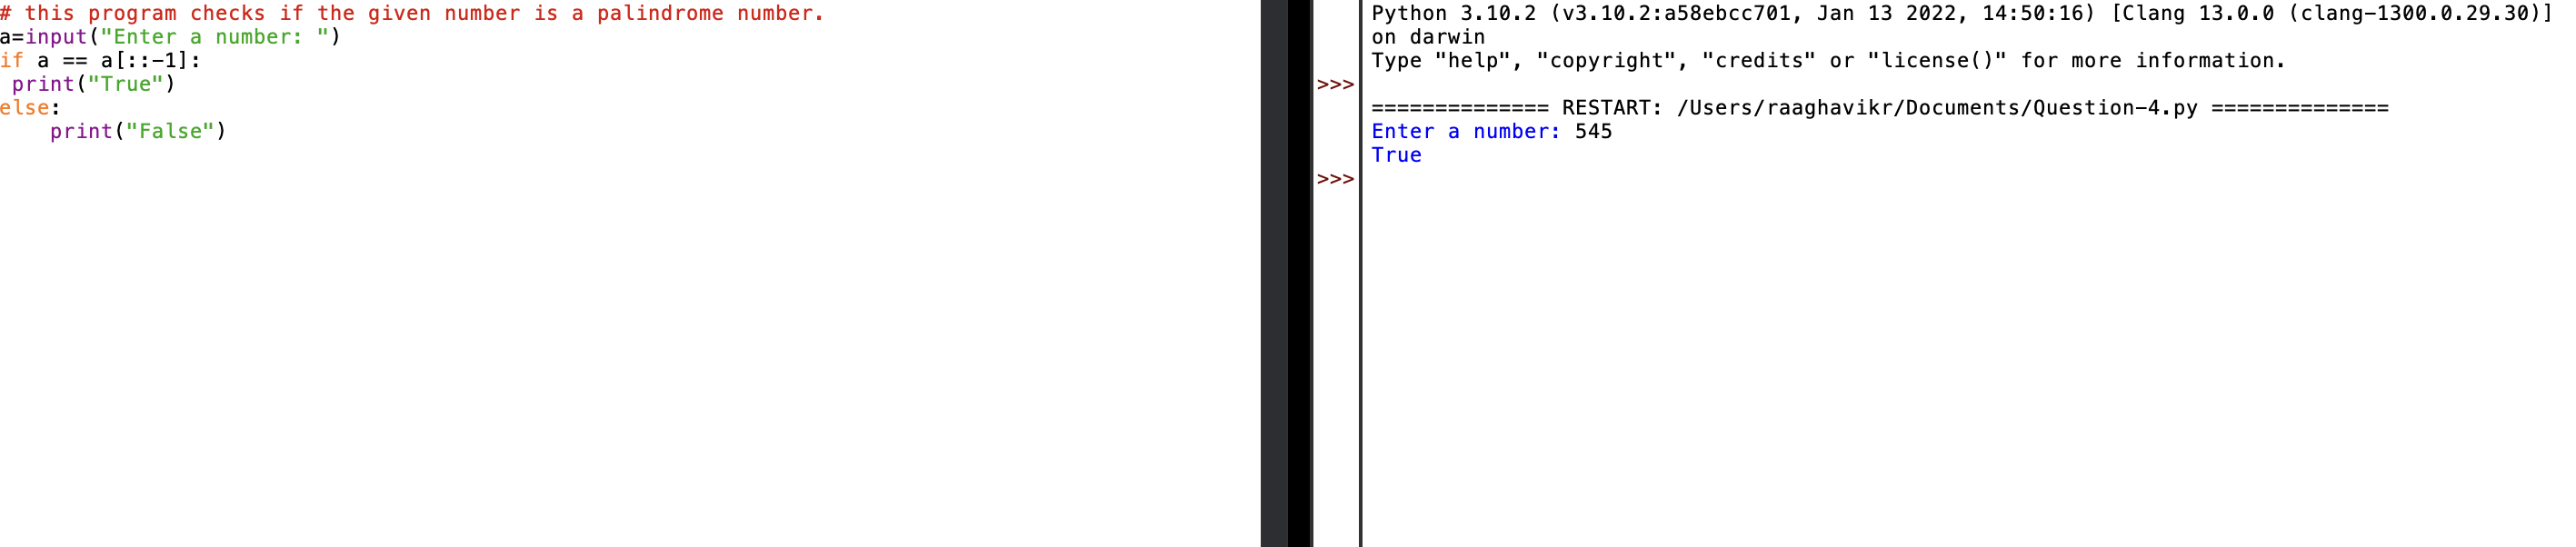 # this program checks if the given number is a palindrome number.
a=input("Enter a number: ")
if a == a[::-1]:
 print("True")
else:
    print("False")
Python 3.10.2 (v3.10.2:a58ebcc701, Jan 13 2022, 14:50:16) [Clang 13.0.0 (clang-1300.0.29.30)]
on darwin
Type "help", "copyright", "credits" or "license()" for more information.
>>>
============== RESTART: /Users/raaghavikr/Documents/Question-4.py ==============
Enter a number: 545
True
>>>